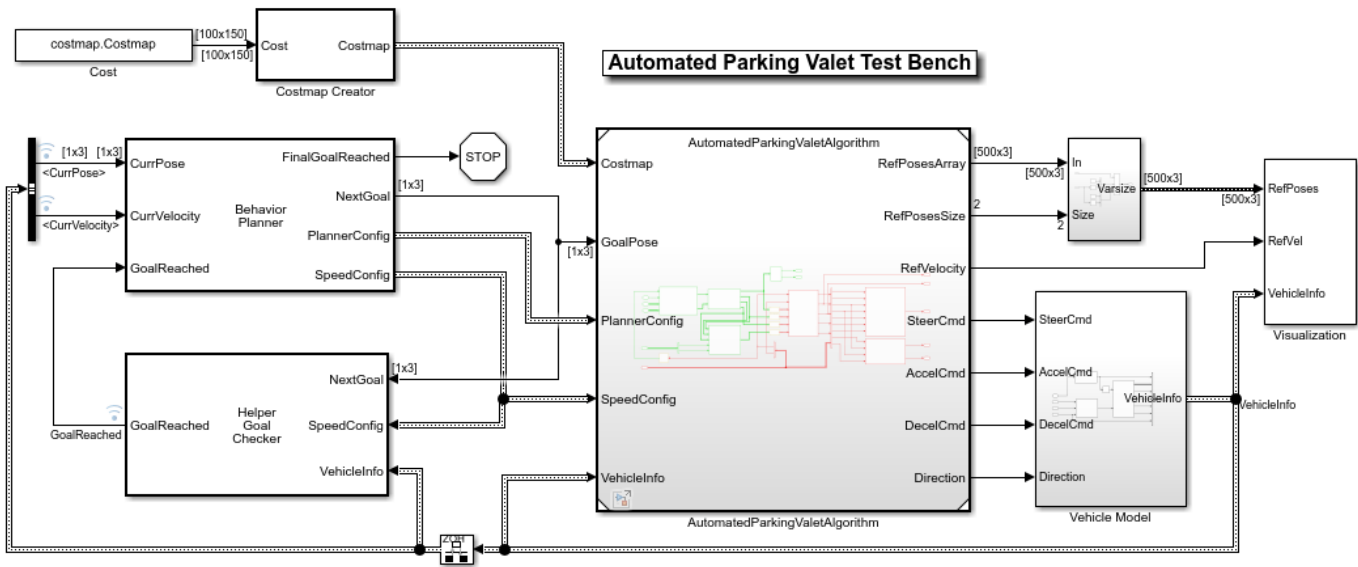 costmap.Costmap
Cost
[100x150]
[100x150]
Cost
Costmap
Costmap Creator
Automated Parking Valet Test Bench
[1x3]
[1x3]
<CurrPose>
<CurrVelocity>
CurrPose
CurrVelocity
GoalReached
Behavior
Planner
FinalGoalReached
NextGoal
PlannerConfig
SpeedConfig
STOP
[1x3]
[1x3]
[1x3]
GoalReached
GoalReached
Helper
Goal
Checker
NextGoal
SpeedConfig
VehicleInfo
ZOH
AutomatedParkingValetAlgorithm
Costmap
GoalPose
PlannerConfig
SpeedConfig
VehicleInfo
RefPosesArray
RefPosesSize
RefVelocity
SteerCmd
AccelCmd
DecelCmd
Direction
AutomatedParkingValetAlgorithm
[500x3]
[500x3]
2
2
In
Size
Varsize
[500x3]
[500x3]
RefPoses
RefVel
VehicleInfo
Visualization
SteerCmd
AccelCmd
DecelCmd
Direction
VehicleInfo
Vehicle Model
VehicleInfo